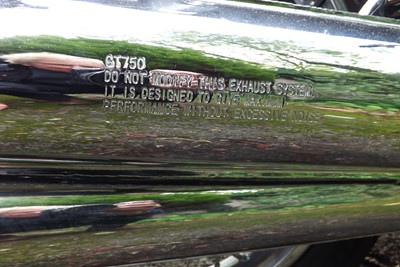 GT750
DO NOT MODIFY THIS EXHAUST SYSTEM
IT IS DESIGNED TO GIVE MAXIMUM
PERFORMANCE WITHOUT EXCESSIVE NOISE